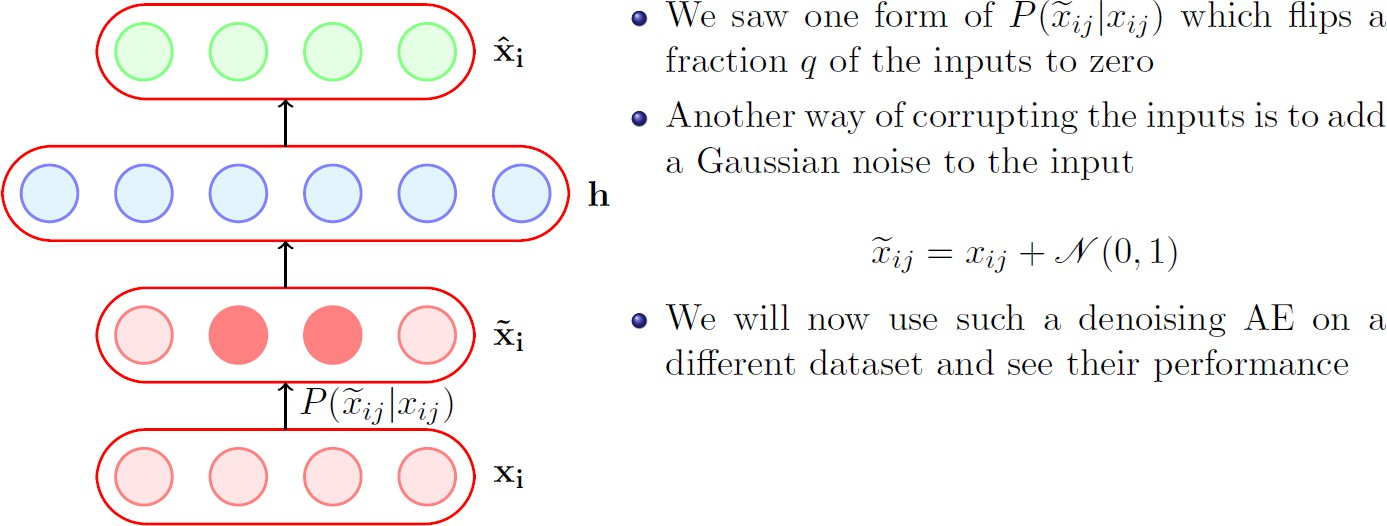 x̂ᵢ
h
x̃ᵢ
P(x̃ᵢⱼ|xᵢⱼ)
xᵢ
We saw one form of P(x̃ᵢⱼ|xᵢⱼ) which flips a
fraction q of the inputs to zero
Another way of corrupting the inputs is to add
a Gaussian noise to the input
x̃ᵢⱼ = xᵢⱼ + 𝒩(0, 1)
We will now use such a denoising AE on a
different dataset and see their performance